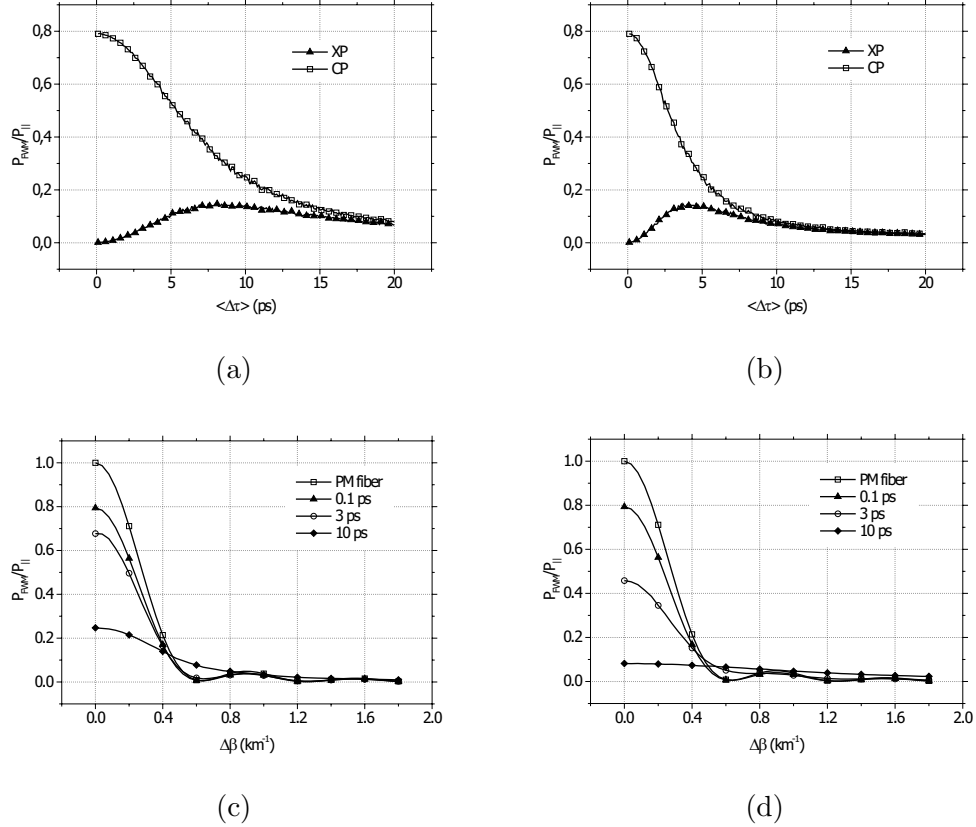 0,8
0,6
0,4
0,2
0,0
P_FWM/P_||
XP
CP
0 5 10 15 20
<Δτ> (ps)
(a)
0,8
0,6
0,4
0,2
0,0
P_FWM/P_||
XP
CP
0 5 10 15 20
<Δτ> (ps)
(b)
1.0
0.8
0.6
0.4
0.2
0.0
P_FWM/P_||
PM fiber
0.1 ps
3 ps
10 ps
0.0 0.4 0.8 1.2 1.6 2.0
Δβ (km⁻¹)
(c)
1.0
0.8
0.6
0.4
0.2
0.0
P_FWM/P_||
PM fiber
0.1 ps
3 ps
10 ps
0.0 0.4 0.8 1.2 1.6 2.0
Δβ (km⁻¹)
(d)